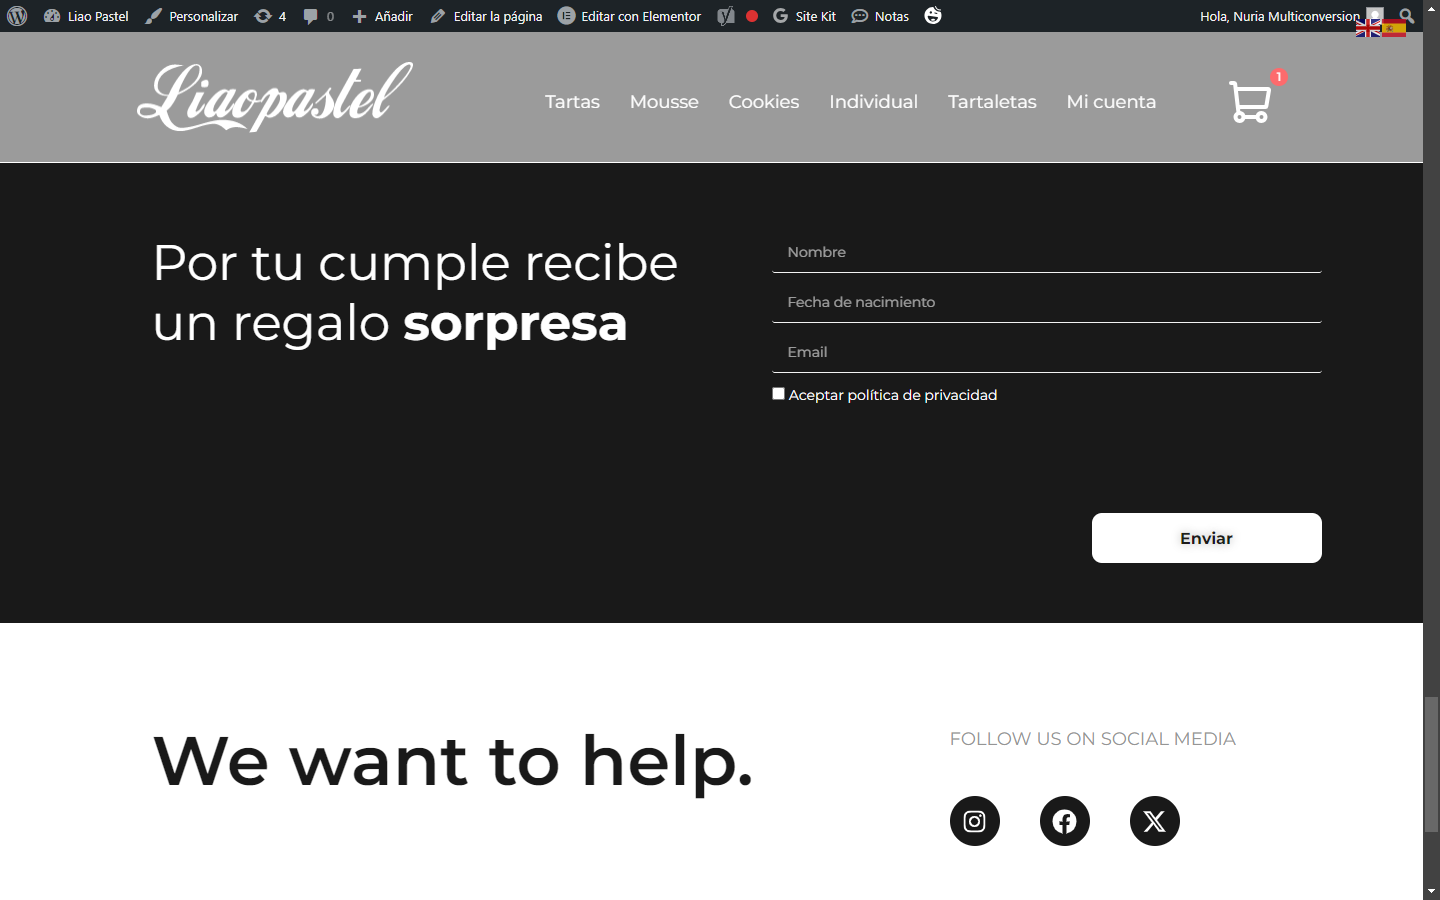 Liao Pastel Personalizar 4 0 Añadir Editar la página Editar con Elementor Site Kit Notas Hola, Nuria Multiconversion
Liaopastel Tartas Mousse Cookies Individual Tartaletas Mi cuenta 1
Por tu cumple recibe
un regalo sorpresa
Nombre
Fecha de nacimiento
Email
Aceptar política de privacidad
Enviar
We want to help.
FOLLOW US ON SOCIAL MEDIA